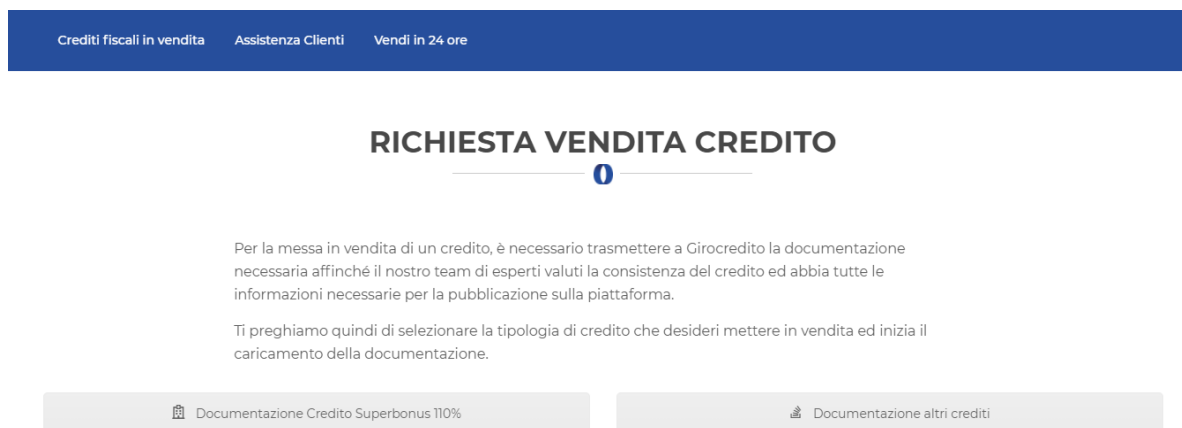 Crediti fiscali in vendita Assistenza Clienti Vendi in 24 ore
RICHIESTA VENDITA CREDITO
Per la messa in vendita di un credito, è necessario trasmettere a Girocredito la documentazione
necessaria affinché il nostro team di esperti valuti la consistenza del credito ed abbia tutte le
informazioni necessarie per la pubblicazione sulla piattaforma.
Ti preghiamo quindi di selezionare la tipologia di credito che desideri mettere in vendita ed inizia il
caricamento della documentazione.
Documentazione Credito Superbonus 110% Documentazione altri crediti